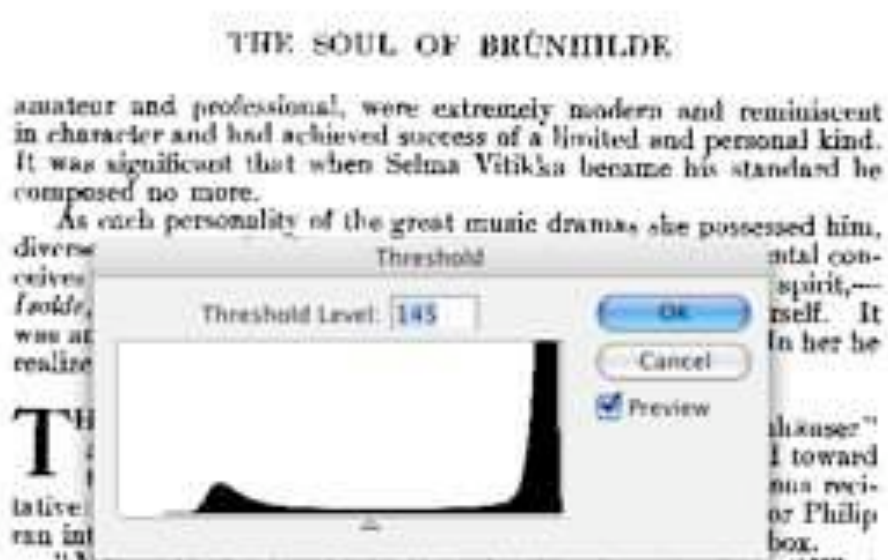 THE SOUL OF BRÜNHILDE
amateur and professional, were extremely modern and reminiscent
in character and had achieved success of a limited and personal kind.
It was significant that when Selma Vitikka became his standard he
composed no more.
As each personality of the great music dramas she possessed him,
diverse
ntal con-
ceives
spirit,—
Isolde,
rself. It
was an
In her he
realize
Threshold
Threshold Level: 145
OK
Cancel
Preview
TH
nhäuser"
l toward
ous reci-
tative
or Philip
ran int
box.